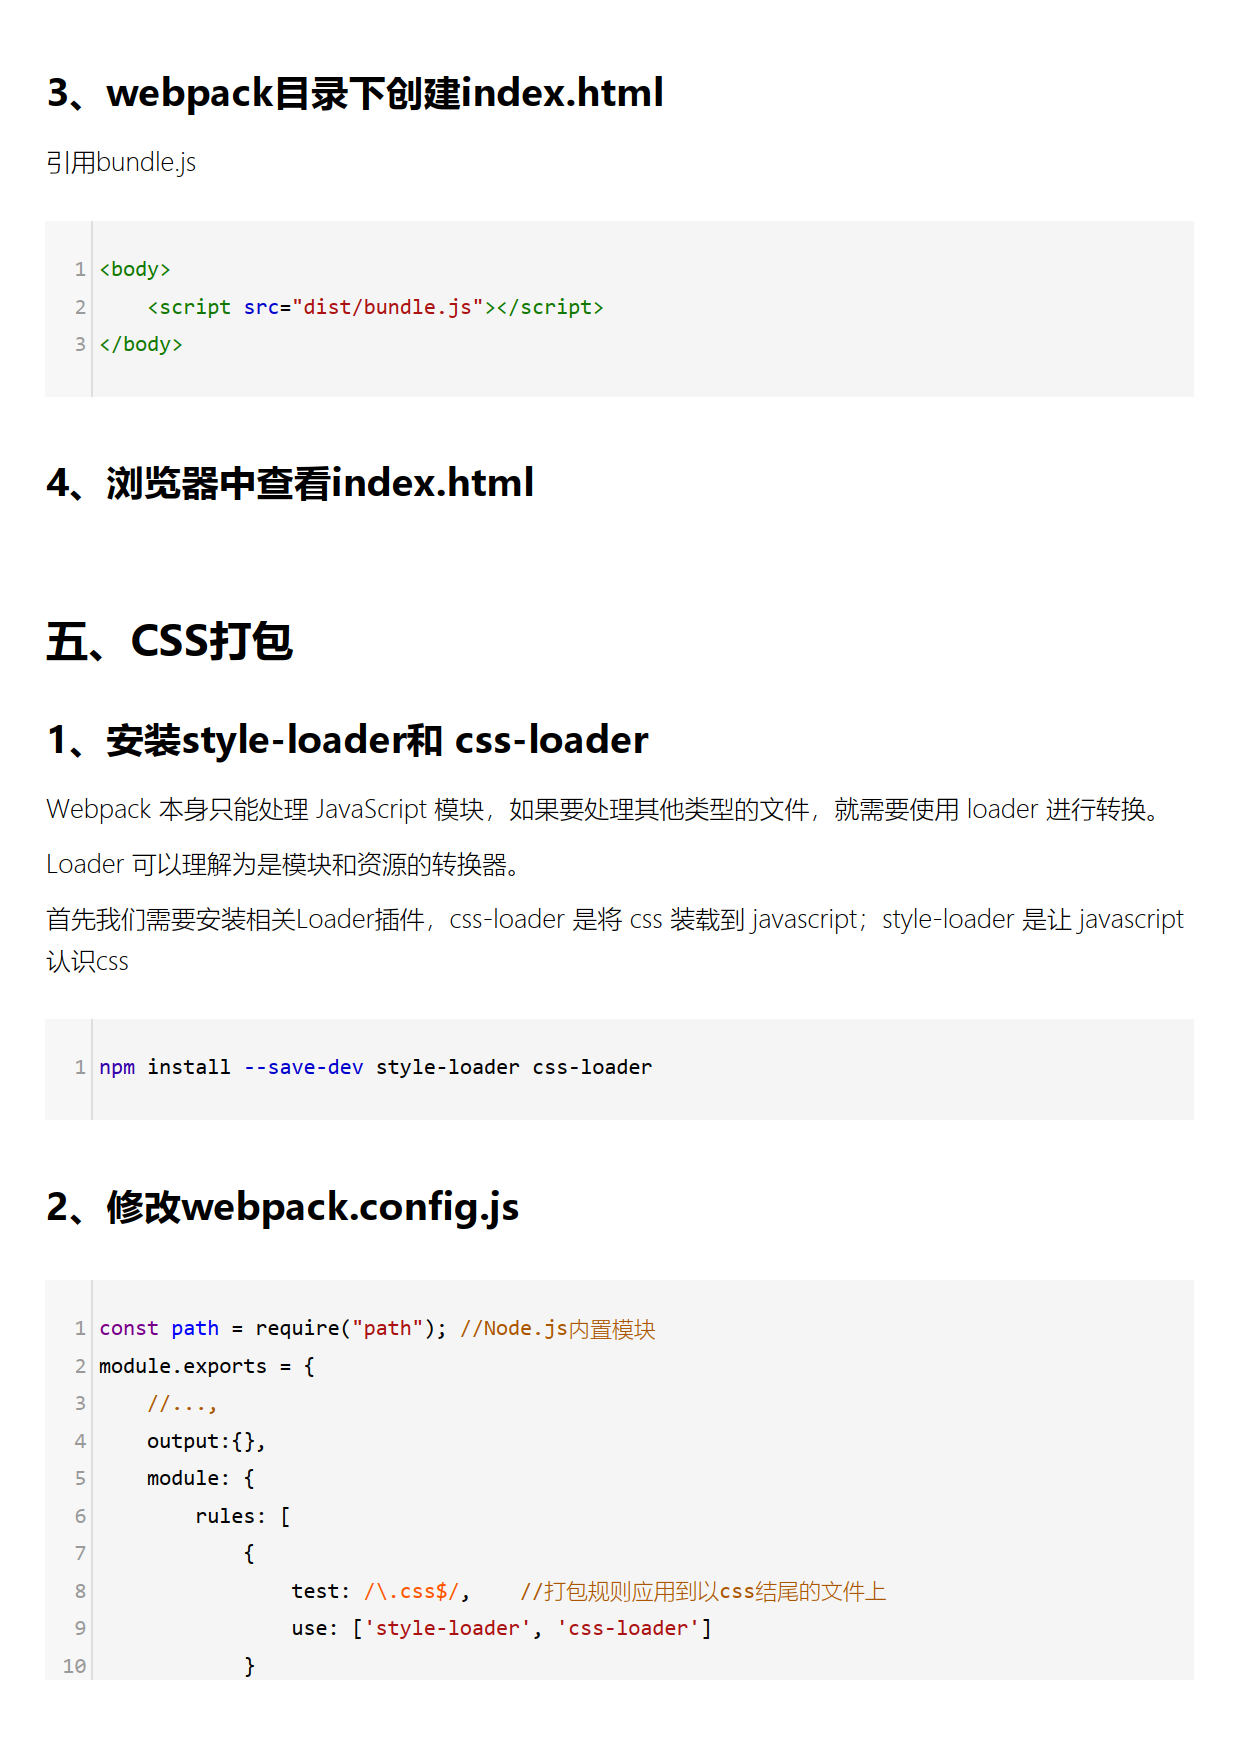 3、webpack目录下创建index.html
引用bundle.js
1 <body>
2     <script src="dist/bundle.js"></script>
3 </body>
4、浏览器中查看index.html
五、CSS打包
1、安装style-loader和 css-loader
Webpack 本身只能处理 JavaScript 模块，如果要处理其他类型的文件，就需要使用 loader 进行转换。
Loader 可以理解为是模块和资源的转换器。
首先我们需要安装相关Loader插件，css-loader 是将 css 装载到 javascript；style-loader 是让 javascript
认识css
1 npm install --save-dev style-loader css-loader
2、修改webpack.config.js
1 const path = require("path"); //Node.js内置模块
2 module.exports = {
3     //...,
4     output:{},
5     module: {
6         rules: [
7             {
8                 test: /\.css$/,    //打包规则应用到以css结尾的文件上
9                 use: ['style-loader', 'css-loader']
10             }